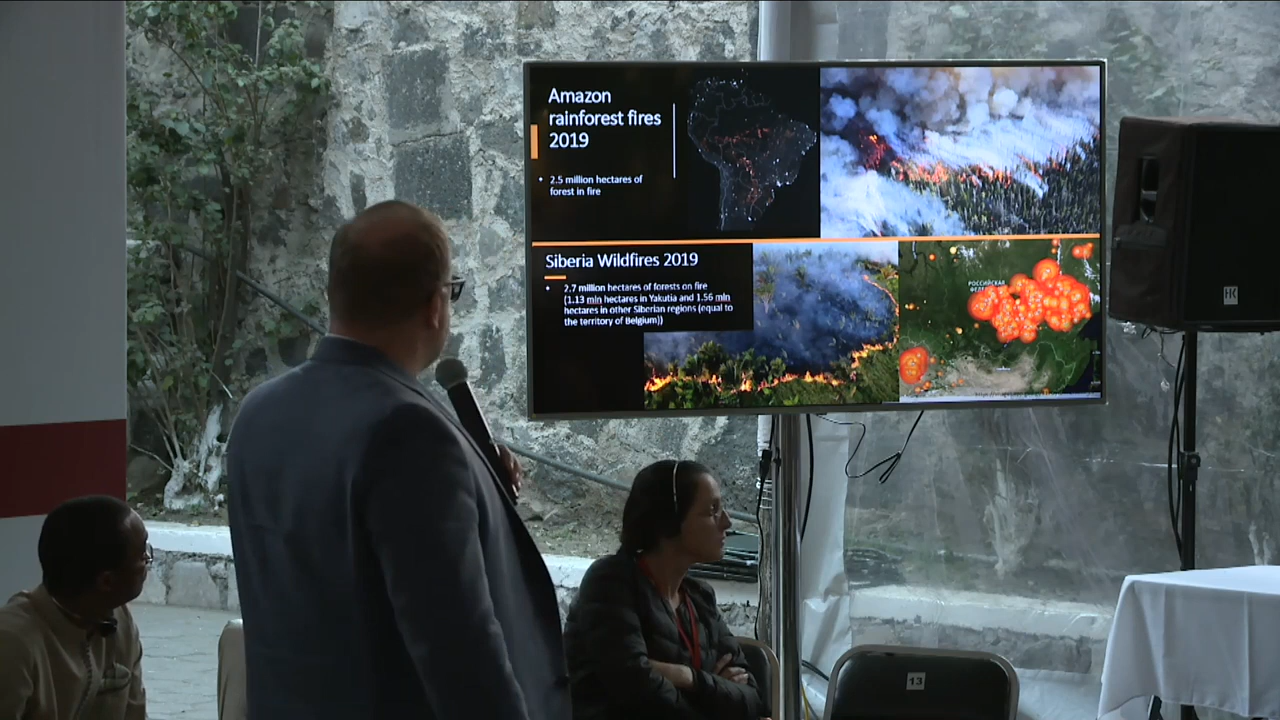 Amazon
rainforest fires
2019
• 2.5 million hectares of
forest in fire
Siberia Wildfires 2019
• 2.7 million hectares of forests on fire
(1.13 mln hectares in Yakutia and 1.56 mln
hectares in other Siberian regions (equal to
the territory of Belgium))
РОССИЙСКАЯ
HK
13